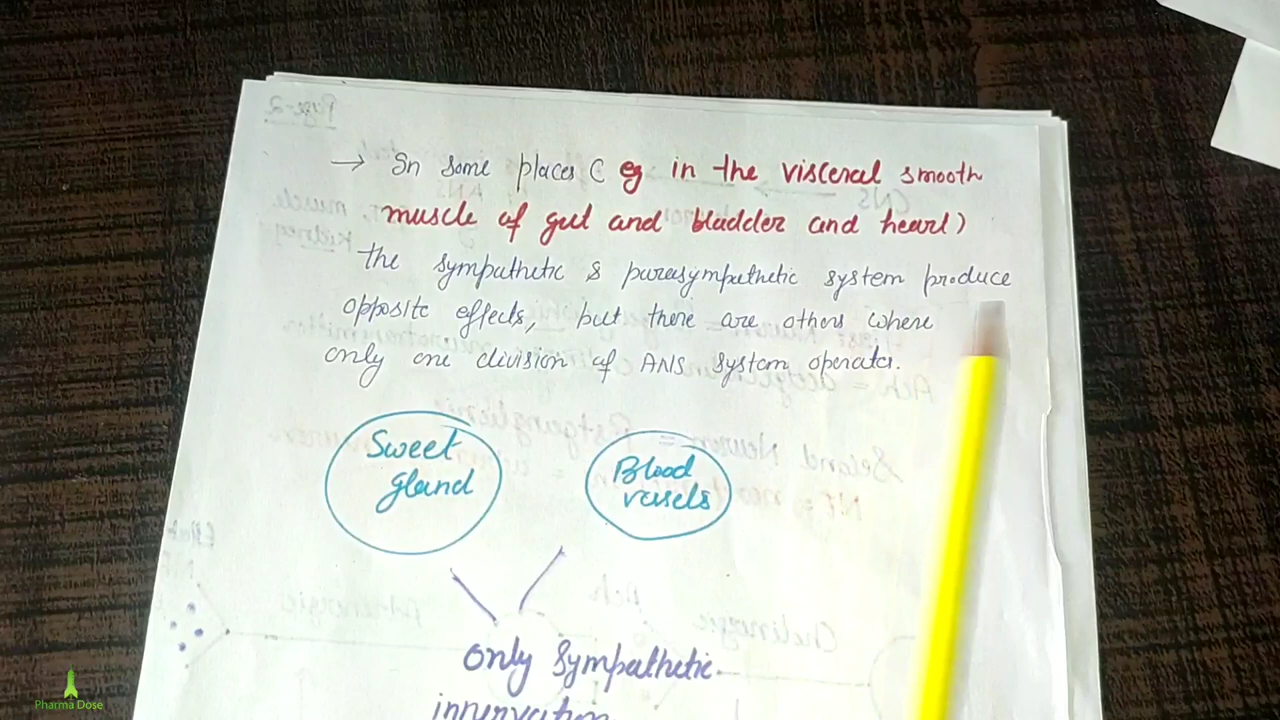 → In some places ( eg in the visceral smooth
muscle of gut and bladder and heart)
the sympathetic & parasympathetic system produce
opposite effects, but there are others where
only one division of ANS system operates.
Sweet
gland
Blood
vessels
only sympathetic
innervation
Pharma Dose